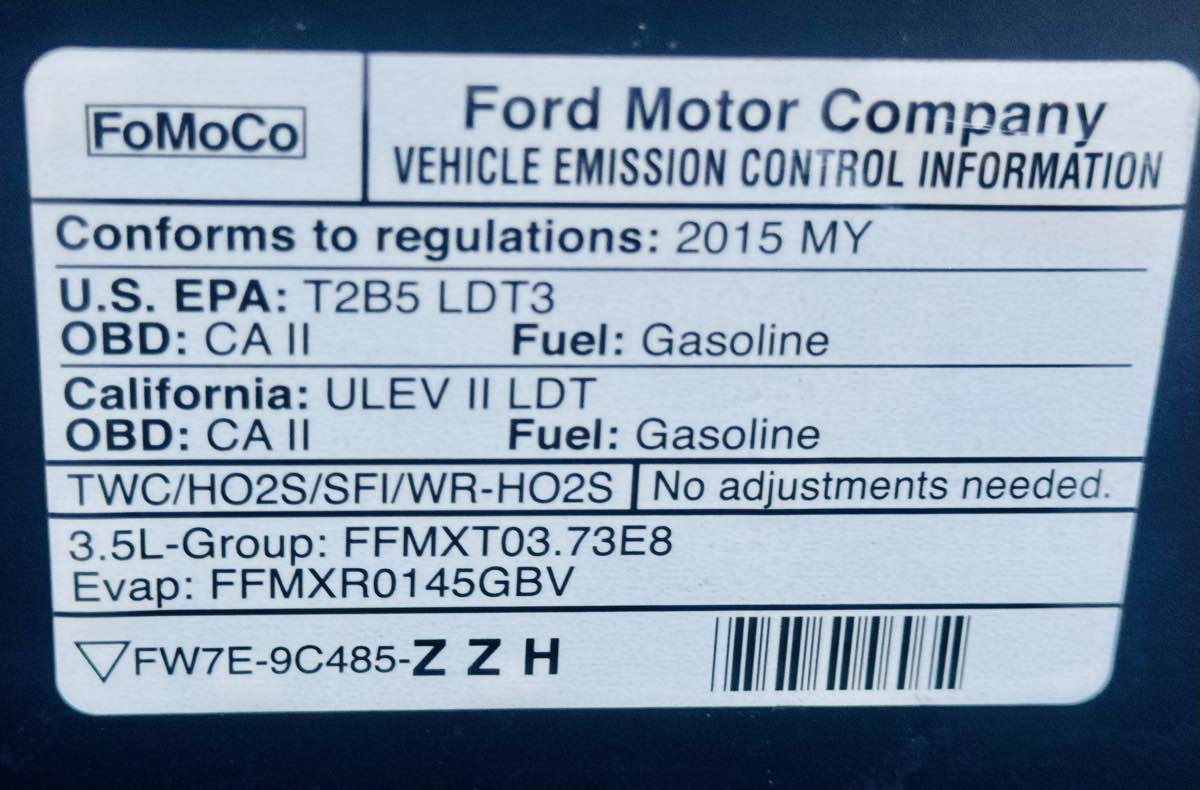 FoMoCo
Ford Motor Company
VEHICLE EMISSION CONTROL INFORMATION
Conforms to regulations: 2015 MY
U.S. EPA: T2B5 LDT3
OBD: CA II Fuel: Gasoline
California: ULEV II LDT
OBD: CA II Fuel: Gasoline
TWC/HO2S/SFI/WR-HO2S No adjustments needed.
3.5L-Group: FFMXT03.73E8
Evap: FFMXR0145GBV
FW7E-9C485-Z Z H